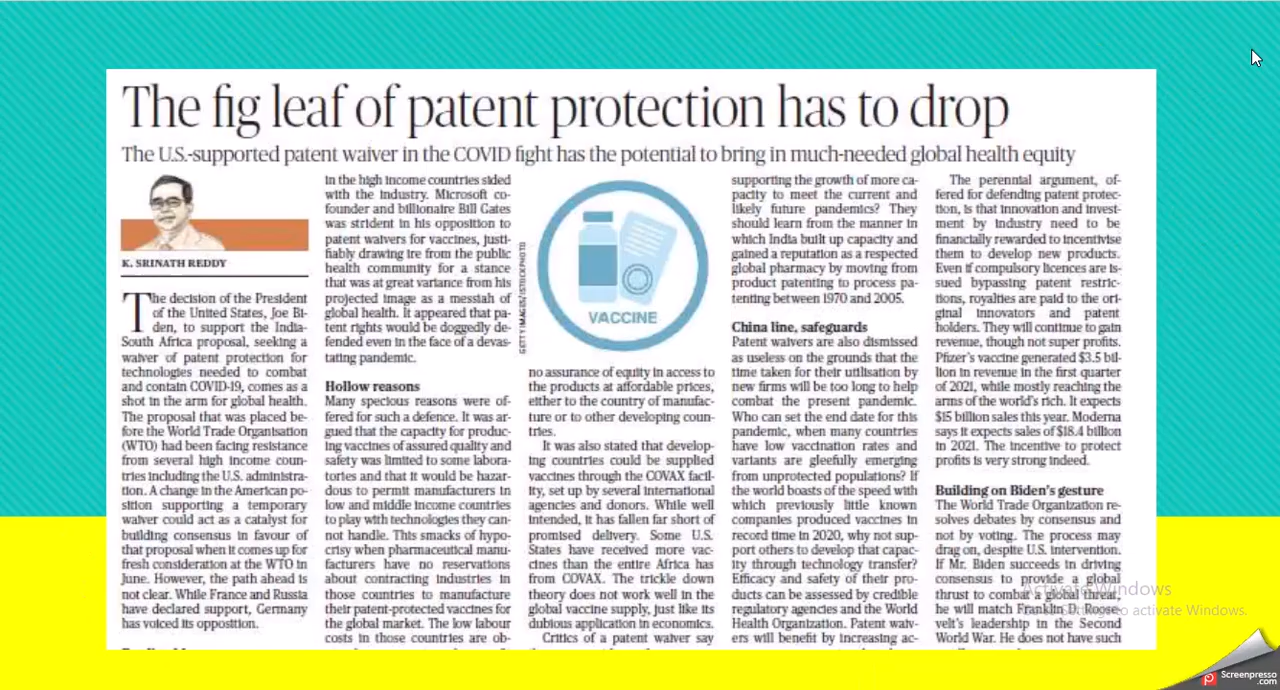 The fig leaf of patent protection has to drop
The U.S.-supported patent waiver in the COVID fight has the potential to bring in much-needed global health equity
K. SRINATH REDDY
The decision of the President
of the United States, Joe Bi-
den, to support the India-
South Africa proposal, seeking a
waiver of patent protection for
technologies needed to combat
and contain COVID-19, comes as a
shot in the arm for global health.
The proposal that was placed be-
fore the World Trade Organisation
(WTO) had been facing resistance
from several high income coun-
tries including the U.S. administra-
tion. A change in the American po-
sition supporting a temporary
waiver could act as a catalyst for
building consensus in favour of
that proposal when it comes up for
fresh consideration at the WTO in
June. However, the path ahead is
not clear. While France and Russia
have declared support, Germany
has voiced its opposition.
in the high income countries sided
with the industry. Microsoft co-
founder and billionaire Bill Gates
was strident in his opposition to
patent waivers for vaccines, justi-
fiably drawing ire from the public
health community for a stance
that was at great variance from his
projected image as a messiah of
global health. It appeared that pa-
tent rights would be doggedly de-
fended even in the face of a devas-
tating pandemic.
Hollow reasons
Many specious reasons were of-
fered for such a defence. It was ar-
gued that the capacity for produc-
ing vaccines of assured quality and
safety was limited to some labora-
tories and that it would be hazar-
dous to permit manufacturers in
low and middle income countries
to play with technologies they can-
not handle. This smacks of hypo-
crisy when pharmaceutical manu-
facturers have no reservations
about contracting industries in
those countries to manufacture
their patent-protected vaccines for
the global market. The low labour
costs in those countries are ob-
GETTY IMAGES/ISTOCKPHOTO
VACCINE
no assurance of equity in access to
the products at affordable prices,
either to the country of manufac-
ture or to other developing coun-
tries.
It was also stated that develop-
ing countries could be supplied
vaccines through the COVAX facil-
ity, set up by several international
agencies and donors. While well
intended, it has fallen far short of
promised delivery. Some U.S.
States have received more vac-
cines than the entire Africa has
from COVAX. The trickle down
theory does not work well in the
global vaccine supply, just like its
dubious application in economics.
Critics of a patent waiver say
supporting the growth of more ca-
pacity to meet the current and
likely future pandemics? They
should learn from the manner in
which India built up capacity and
gained a reputation as a respected
global pharmacy by moving from
product patenting to process pa-
tenting between 1970 and 2005.
China line, safeguards
Patent waivers are also dismissed
as useless on the grounds that the
time taken for their utilisation by
new firms will be too long to help
combat the present pandemic.
Who can set the end date for this
pandemic, when many countries
have low vaccination rates and
variants are gleefully emerging
from unprotected populations? If
the world boasts of the speed with
which previously little known
companies produced vaccines in
record time in 2020, why not sup-
port others to develop that capac-
ity through technology transfer?
Efficacy and safety of their pro-
ducts can be assessed by credible
regulatory agencies and the World
Health Organization. Patent waiv-
ers will benefit by increasing ac-
The perennial argument, of-
fered for defending patent protec-
tion, is that innovation and invest-
ment by industry need to be
financially rewarded to incentivise
them to develop new products.
Even if compulsory licences are is-
sued bypassing patent restric-
tions, royalties are paid to the ori-
ginal innovators and patent
holders. They will continue to gain
revenue, though not super profits.
Pfizer's vaccine generated $3.5 bil-
lion in revenue in the first quarter
of 2021, while mostly reaching the
arms of the world's rich. It expects
$15 billion sales this year. Moderna
says it expects sales of $18.4 billion
in 2021. The incentive to protect
profits is very strong indeed.
Building on Biden's gesture
The World Trade Organization re-
solves debates by consensus and
not by voting. The process may
drag on, despite U.S. intervention.
If Mr. Biden succeeds in driving
consensus to provide a global
thrust to combat a global threat,
he will match Franklin D. Roose-
velt's leadership in the Second
World War. He does not have such
Activate Windows
to activate Windows.
Screenpresso
.com